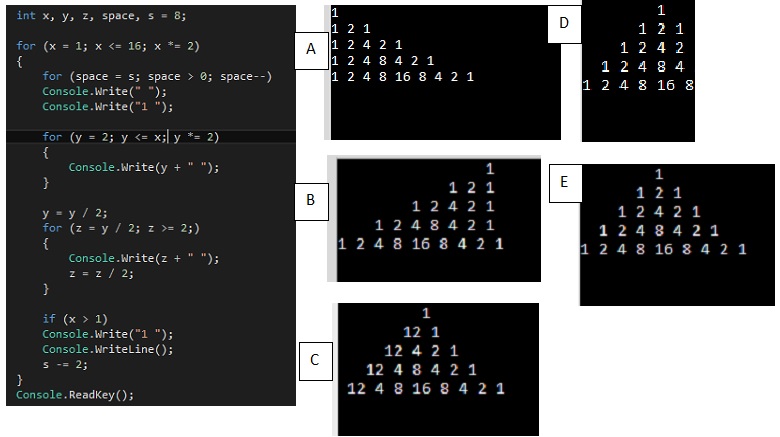 int x, y, z, space, s = 8;
for (x = 1; x <= 16; x *= 2)
{
for (space = s; space > 0; space--)
Console.Write(" ");
Console.Write("1 ");
for (y = 2; y <= x; y *= 2)
{
Console.Write(y + " ");
}
y = y / 2;
for (z = y / 2; z >= 2;)
{
Console.Write(z + " ");
z = z / 2;
}
if (x > 1)
Console.Write("1 ");
Console.WriteLine();
s -= 2;
}
Console.ReadKey();
A
1
1 2 1
1 2 4 2 1
1 2 4 8 4 2 1
1 2 4 8 16 8 4 2 1
B
1
1 2 1
1 2 4 2 1
1 2 4 8 4 2 1
1 2 4 8 16 8 4 2 1
C
1
12 1
12 4 2 1
12 4 8 4 2 1
12 4 8 16 8 4 2 1
D
1
1 2 1
1 2 4 2
1 2 4 8 4
1 2 4 8 16 8
E
1
1 2 1
1 2 4 2 1
1 2 4 8 4 2 1
1 2 4 8 16 8 4 2 1